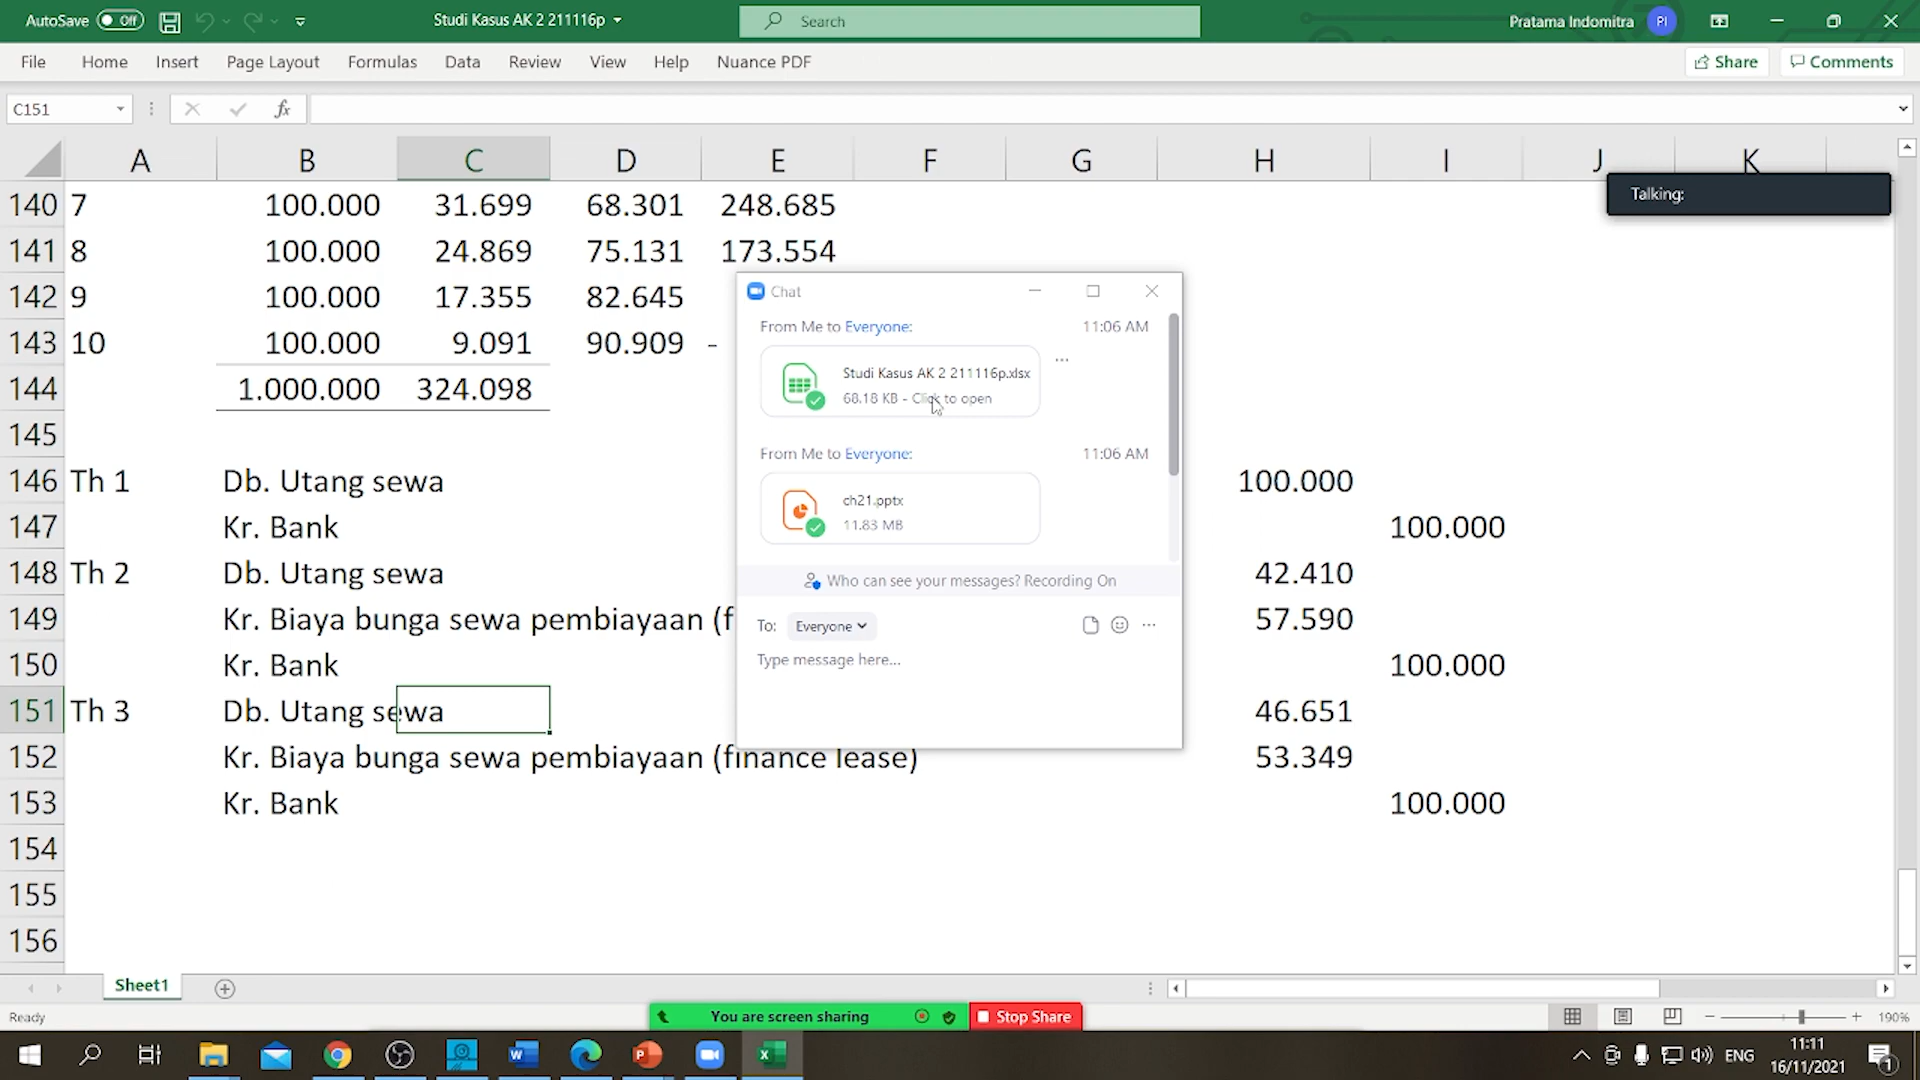 AutoSave Off Studi Kasus AK 2 211116p Search Pratama Indomitra PI
File Home Insert Page Layout Formulas Data Review View Help Nuance PDF Share Comments
C151 fx
A B C D E F G H I J K
Talking:
140 7 100.000 31.699 68.301 248.685
141 8 100.000 24.869 75.131 173.554
142 9 100.000 17.355 82.645
143 10 100.000 9.091 90.909 -
144 1.000.000 324.098
145
146 Th 1 Db. Utang sewa 100.000
147 Kr. Bank 100.000
148 Th 2 Db. Utang sewa 42.410
149 Kr. Biaya bunga sewa pembiayaan (f 57.590
150 Kr. Bank 100.000
151 Th 3 Db. Utang sewa 46.651
152 Kr. Biaya bunga sewa pembiayaan (finance lease) 53.349
153 Kr. Bank 100.000
154
155
156
Chat
From Me to Everyone: 11:06 AM
Studi Kasus AK 2 211116p.xlsx
68.18 KB - Click to open
From Me to Everyone: 11:06 AM
ch21.pptx
11.83 MB
Who can see your messages? Recording On
To: Everyone
Type message here...
Sheet1
Ready You are screen sharing Stop Share 190%
ENG 11:11
16/11/2021 1